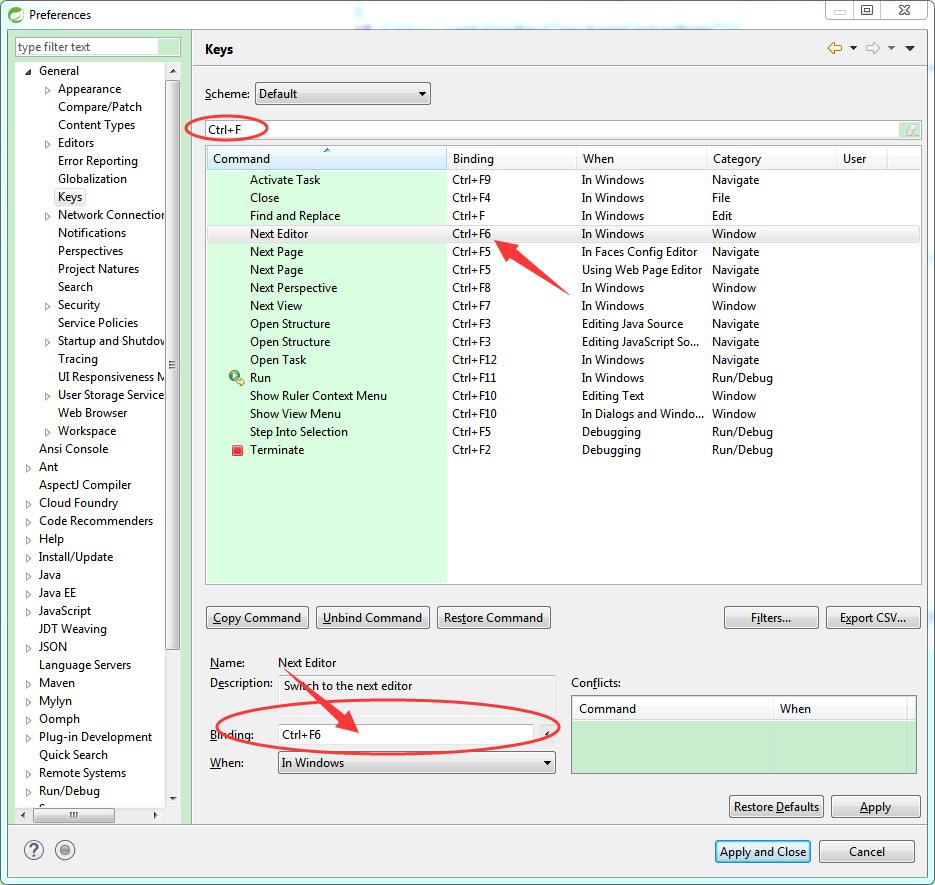 Preferences
type filter text
General
Appearance
Compare/Patch
Content Types
Editors
Error Reporting
Globalization
Keys
Network Connection
Notifications
Perspectives
Project Natures
Search
Security
Service Policies
Startup and Shutdov
Tracing
UI Responsiveness M
User Storage Service
Web Browser
Workspace
Ansi Console
Ant
AspectJ Compiler
Cloud Foundry
Code Recommenders
Help
Install/Update
Java
Java EE
JavaScript
JDT Weaving
JSON
Language Servers
Maven
Mylyn
Oomph
Plug-in Development
Quick Search
Remote Systems
Run/Debug
Keys
Scheme: Default
Ctrl+F
Command Binding When Category User
Activate Task Ctrl+F9 In Windows Navigate
Close Ctrl+F4 In Windows File
Find and Replace Ctrl+F In Windows Edit
Next Editor Ctrl+F6 In Windows Window
Next Page Ctrl+F5 In Faces Config Editor Navigate
Next Page Ctrl+F5 Using Web Page Editor Navigate
Next Perspective Ctrl+F8 In Windows Window
Next View Ctrl+F7 In Windows Window
Open Structure Ctrl+F3 Editing Java Source Navigate
Open Structure Ctrl+F3 Editing JavaScript So... Navigate
Open Task Ctrl+F12 In Windows Navigate
Run Ctrl+F11 In Windows Run/Debug
Show Ruler Context Menu Ctrl+F10 Editing Text Window
Show View Menu Ctrl+F10 In Dialogs and Windo... Window
Step Into Selection Ctrl+F5 Debugging Run/Debug
Terminate Ctrl+F2 Debugging Run/Debug
Copy Command Unbind Command Restore Command Filters... Export CSV...
Name: Next Editor
Description: Switch to the next editor
Conflicts:
Command When
Binding: Ctrl+F6
When: In Windows
Restore Defaults Apply
Apply and Close Cancel